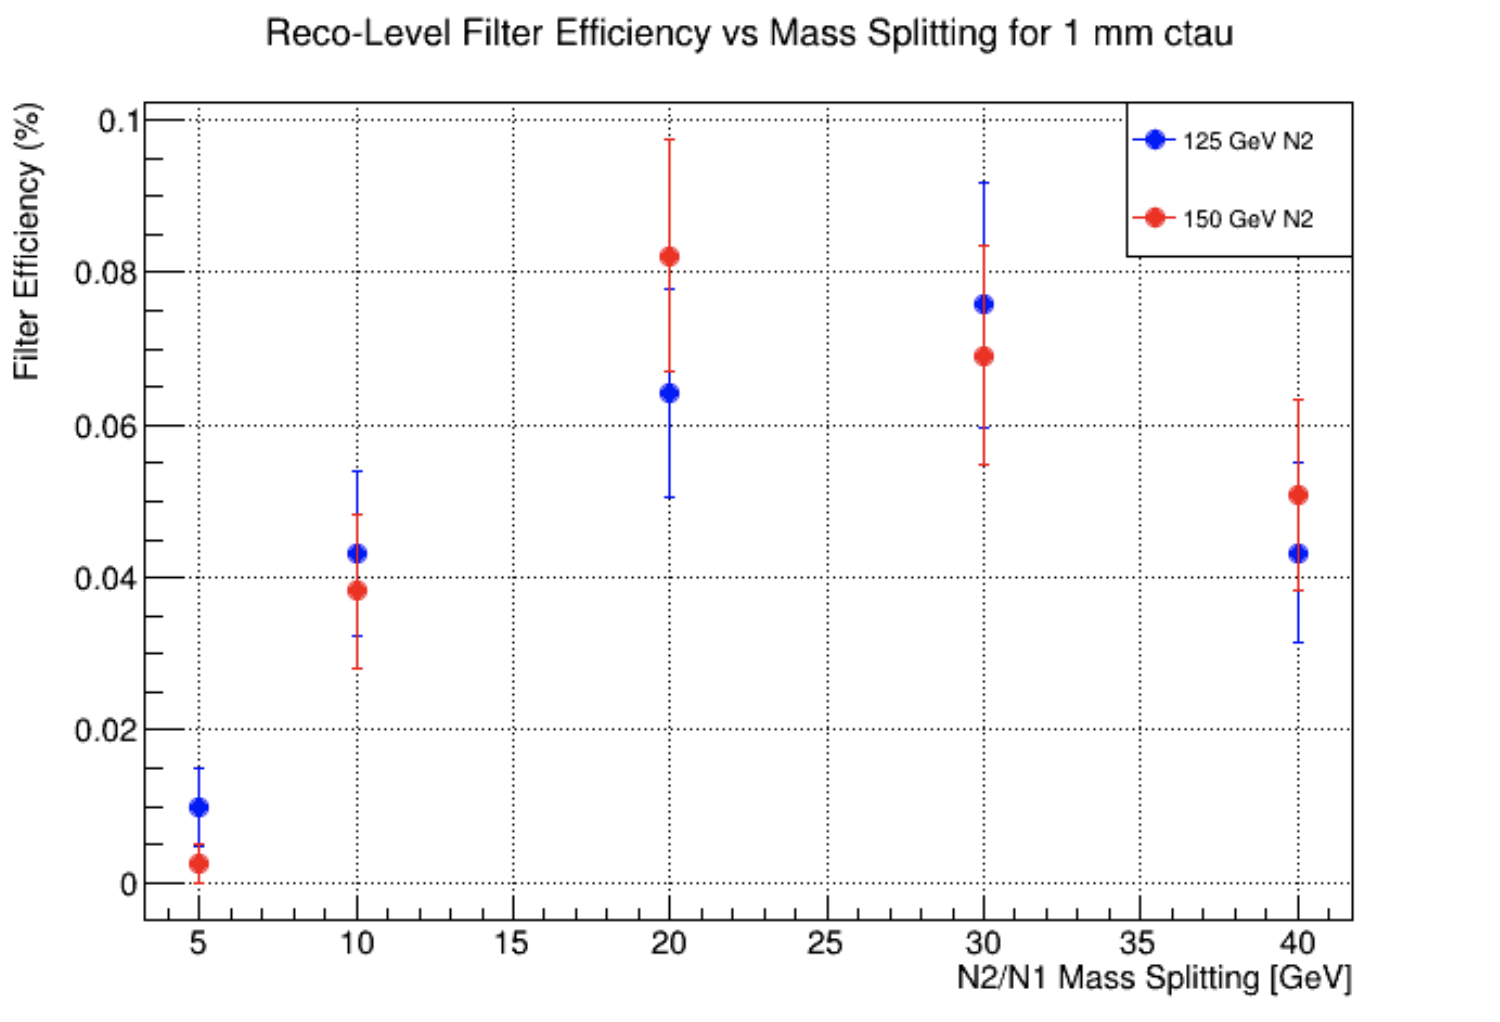 Reco-Level Filter Efficiency vs Mass Splitting for 1 mm ctau
Filter Efficiency (%)
0.1
0.08
0.06
0.04
0.02
0
125 GeV N2
150 GeV N2
5 10 15 20 25 30 35 40
N2/N1 Mass Splitting [GeV]